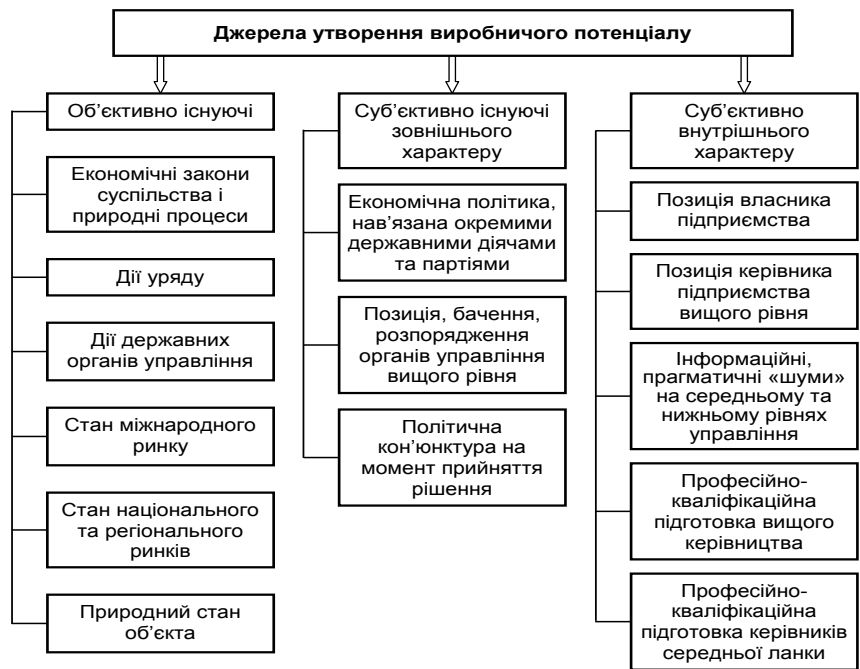 Джерела утворення виробничого потенціалу
Об’єктивно існуючі
Економічні закони
суспільства і
природні процеси
Дії уряду
Дії державних
органів управління
Стан міжнародного
ринку
Стан національного
та регіонального
ринків
Природний стан
об’єкта
Суб’єктивно існуючі
зовнішнього
характеру
Економічна політика,
нав’язана окремими
державними діячами
та партіями
Позиція, бачення,
розпорядження
органів управління
вищого рівня
Політична
кон’юнктура на
момент прийняття
рішення
Суб’єктивно
внутрішнього
характеру
Позиція власника
підприємства
Позиція керівника
підприємства
вищого рівня
Інформаційні,
прагматичні «шуми»
на середньому та
нижньому рівнях
управління
Професійно-
кваліфікаційна
підготовка вищого
керівництва
Професійно-
кваліфікаційна
підготовка керівників
середньої ланки